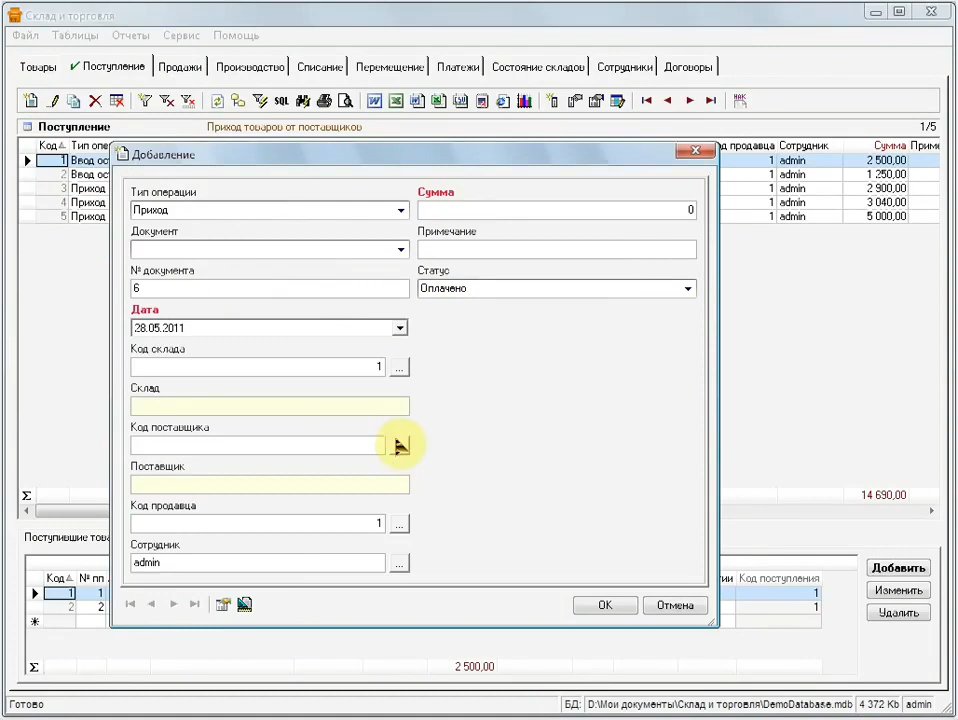 Склад и торговля
Файл Таблицы Отчеты Сервис Помощь
Товары Поступление Продажи Производство Списание Перемещение Платежи Состояние складов Сотрудники Договоры
SQL
Поступление Приход товаров от поставщиков 1/5
Код Тип опе д продавца Сотрудник Сумма Приме
1 Ввод ос 1 admin 2 500,00
2 Ввод ос 1 admin 1 250,00
3 Приход 1 admin 2 900,00
4 Приход 1 admin 3 040,00
5 Приход 1 admin 5 000,00
Σ 14 690,00
Добавление
Тип операции Сумма
Приход 0
Документ Примечание
№ документа Статус
6 Оплачено
Дата
28.05.2011
Код склада
1 ...
Склад
Код поставщика
Поставщик
Код продавца
1 ...
Сотрудник
admin ...
OK Отмена
Поступившие това
Код № пп ии Код поступления
1 1 1
2 2 1
Σ 2 500,00
Добавить
Изменить
Удалить
Готово БД: D:\Мои документы\Склад и торговля\DemoDatabase.mdb 4 372 Kb admin